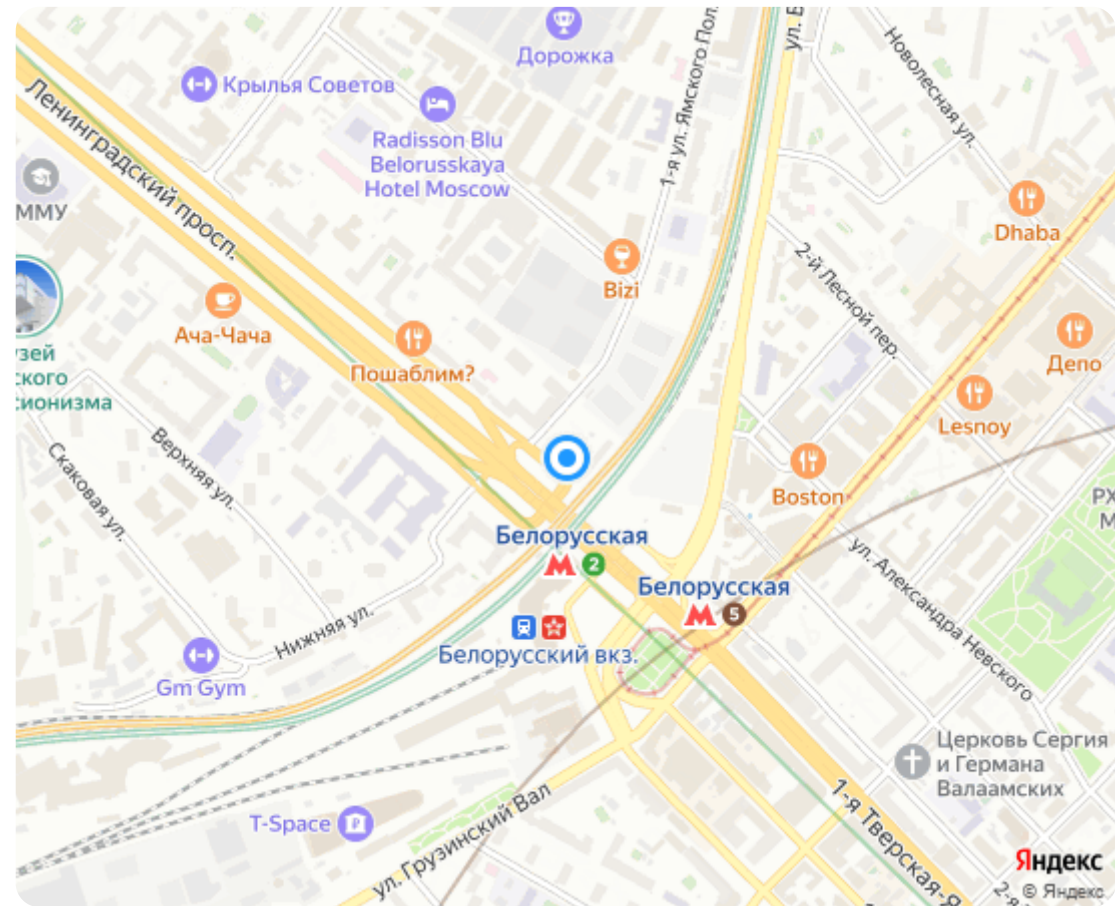 Дорожка
1-я ул. Ямского Пол.
ул. Б
Новолесная ул.
Крылья Советов
Radisson Blu
Belorusskaya
Hotel Moscow
Ленинградский просп.
ММУ
Dhaba
2-й Лесной пер.
Bizi
Ача-Чача
Пошаблим?
Депо
зей
ского
сионизма
Lesnoy
Верхняя ул.
Скаковая ул.
Boston
РХ
М
Белорусская
М 2
Белорусская
М 5
ул. Александра Невского
Нижняя ул.
Белорусский вкз.
Gm Gym
Церковь Сергия
и Германа
Валаамских
T-Space
ул. Грузинский Вал
1-я Тверская-Я
2-я
Яндекс
© Яндекс